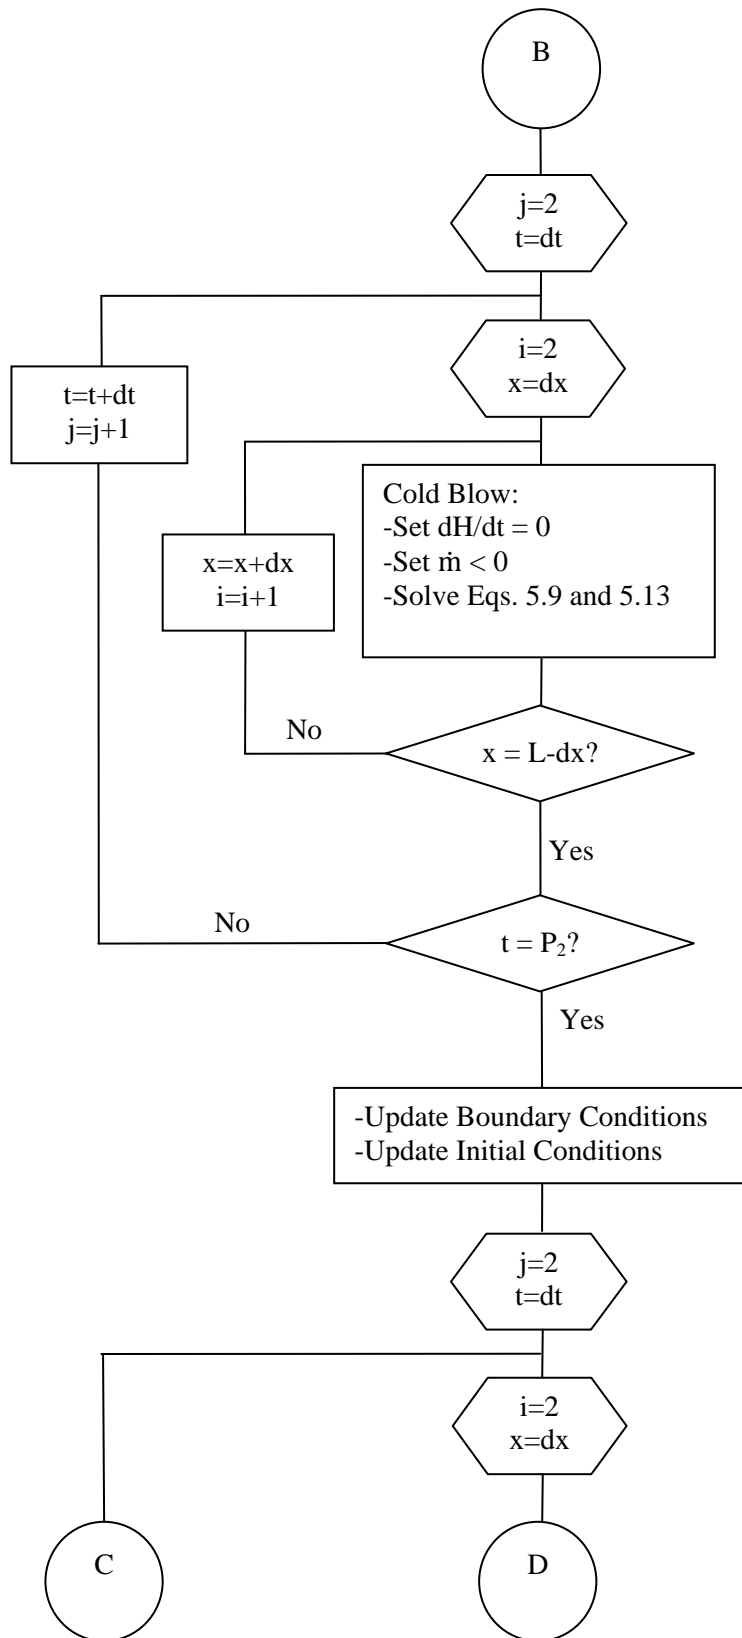 B
j=2
t=dt
i=2
x=dx
t=t+dt
j=j+1
Cold Blow:
-Set dH/dt = 0
-Set ṁ < 0
-Solve Eqs. 5.9 and 5.13
x=x+dx
i=i+1
No
x = L-dx?
Yes
No
t = P₂?
Yes
-Update Boundary Conditions
-Update Initial Conditions
j=2
t=dt
i=2
x=dx
C
D